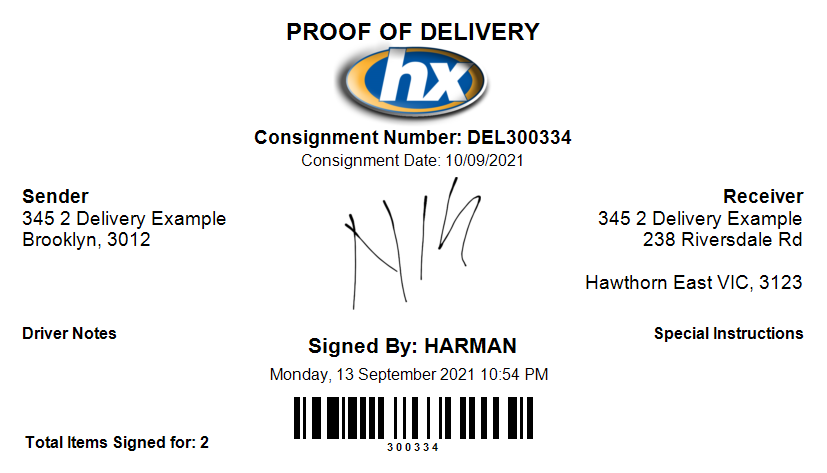 PROOF OF DELIVERY
hx
Consignment Number: DEL300334
Consignment Date: 10/09/2021
Sender
345 2 Delivery Example
Brooklyn, 3012
Receiver
345 2 Delivery Example
238 Riversdale Rd
Hawthorn East VIC, 3123
Driver Notes
Special Instructions
Signed By: HARMAN
Monday, 13 September 2021 10:54 PM
300334
Total Items Signed for: 2